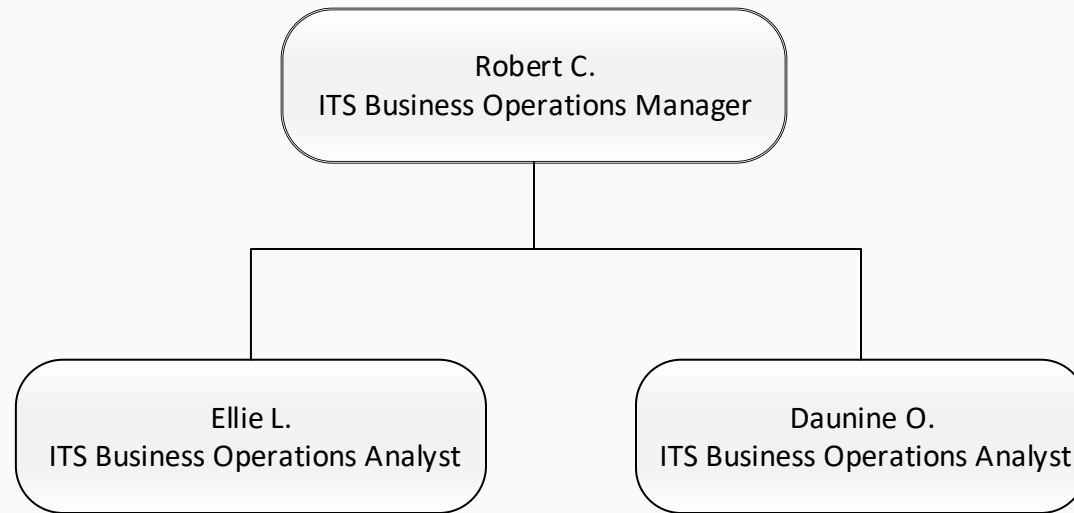 Robert C.
ITS Business Operations Manager
Ellie L.
ITS Business Operations Analyst
Daunine O.
ITS Business Operations Analyst